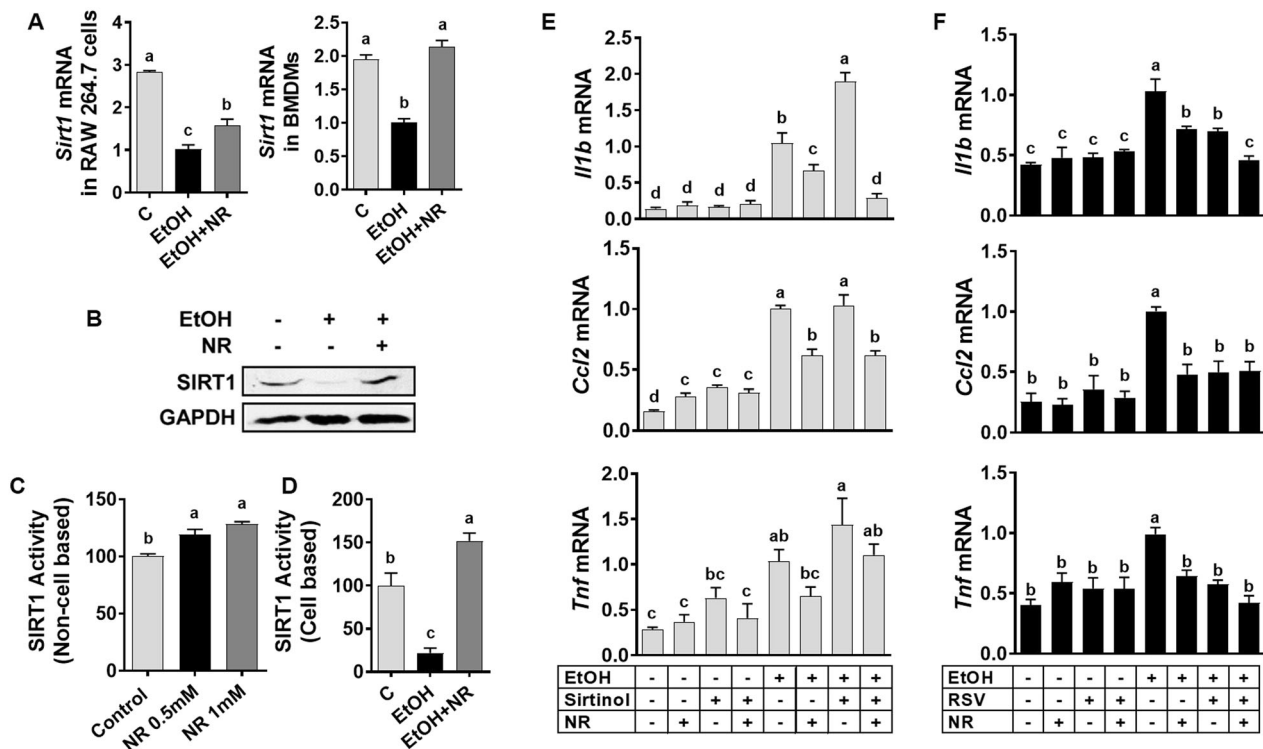 A
Sirt1 mRNA
in RAW 264.7 cells
4
3
2
1
0
a
c
b
C
EtOH
EtOH+NR
Sirt1 mRNA
in BMDMs
2.5
2.0
1.5
1.0
0.5
0.0
a
b
a
C
EtOH
EtOH+NR
B
EtOH - + +
NR - - +
SIRT1
GAPDH
C
SIRT1 Activity
(Non-cell based)
150
100
50
0
b
a
a
Control
NR 0.5mM
NR 1mM
D
SIRT1 Activity
(Cell based)
200
150
100
50
0
b
c
a
C
EtOH
EtOH+NR
E
Il1b mRNA
2.5
2.0
1.5
1.0
0.5
0.0
d d d d b c a d
Ccl2 mRNA
1.5
1.0
0.5
0.0
d c c c a b a b
Tnf mRNA
2.0
1.5
1.0
0.5
0.0
c c bc c ab bc a ab
EtOH - - - - + + + +
Sirtinol - - + + - - + +
NR - + - + - + - +
F
Il1b mRNA
1.5
1.0
0.5
0.0
c c c c a b b c
Ccl2 mRNA
1.5
1.0
0.5
0.0
b b b b a b b b
Tnf mRNA
1.5
1.0
0.5
0.0
b b b b a b b b
EtOH - - - - + + + +
RSV - - + + - - + +
NR - + - + - + - +